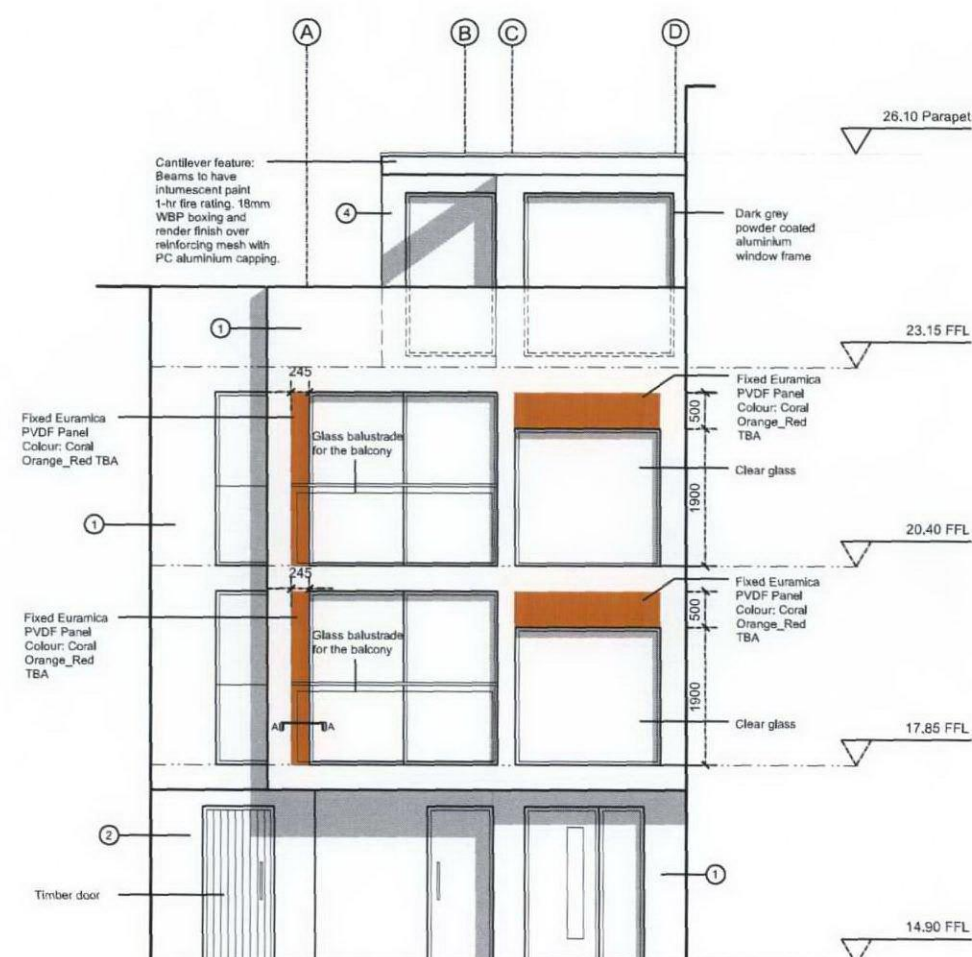 A
B
C
D
26.10 Parapet
Cantilever feature:
Beams to have
intumescent paint
1-hr fire rating. 18mm
WBP boxing and
render finish over
reinforcing mesh with
PC aluminium capping.
4
Dark grey
powder coated
aluminium
window frame
1
23.15 FFL
245
Fixed Euramica
PVDF Panel
Colour: Coral
Orange_Red TBA
Glass balustrade
for the balcony
Fixed Euramica
PVDF Panel
Colour: Coral
Orange_Red
TBA
500
Clear glass
1900
1
20.40 FFL
245
Fixed Euramica
PVDF Panel
Colour: Coral
Orange_Red
TBA
Glass balustrade
for the balcony
Fixed Euramica
PVDF Panel
Colour: Coral
Orange_Red
TBA
500
1900
A A
Clear glass
17.85 FFL
2
1
Timber door
14.90 FFL